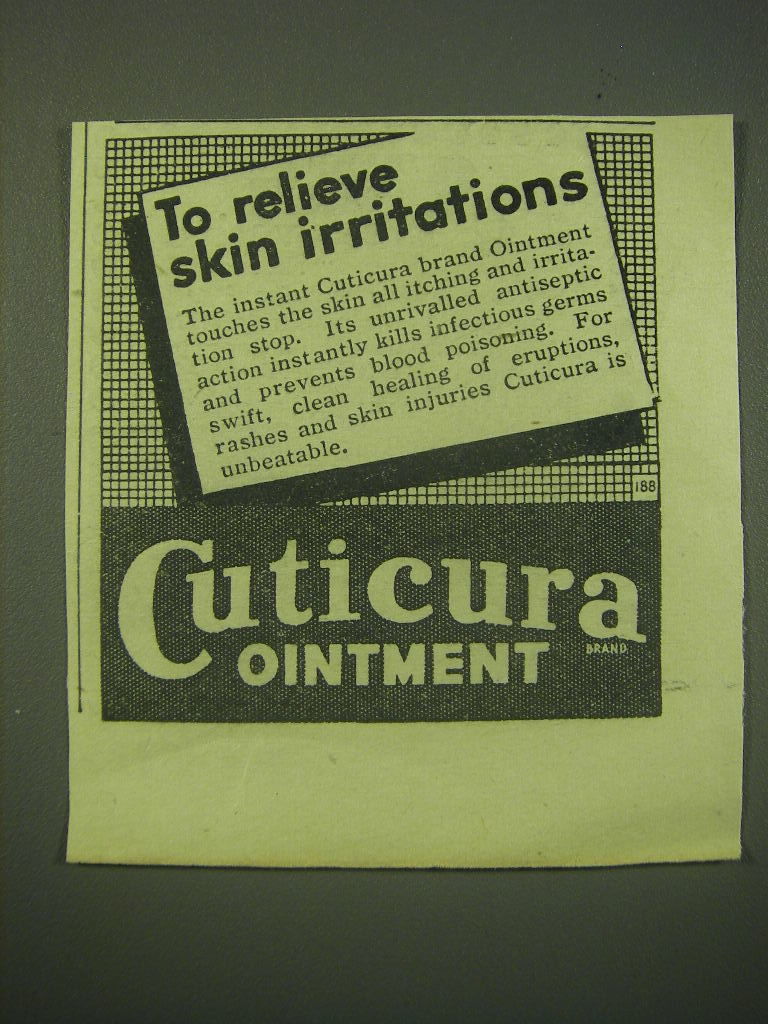 To relieve
skin irritations
The instant Cuticura brand Ointment
touches the skin all itching and irrita-
tion stop. Its unrivalled antiseptic
action instantly kills infectious germs
and prevents blood poisoning. For
swift, clean healing of eruptions,
rashes and skin injuries Cuticura is
unbeatable.
188
Cuticura
BRAND
OINTMENT